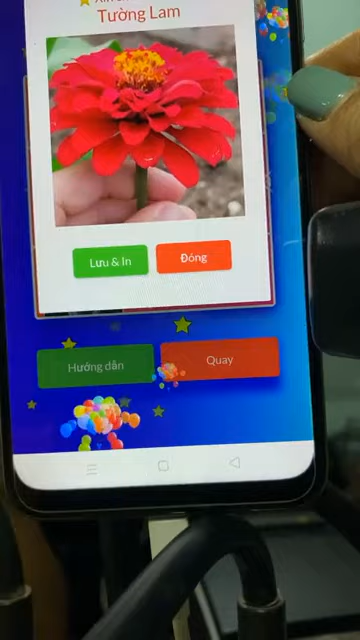 Tường Lam
Lưu & In
Đóng
Hướng dẫn
Quay